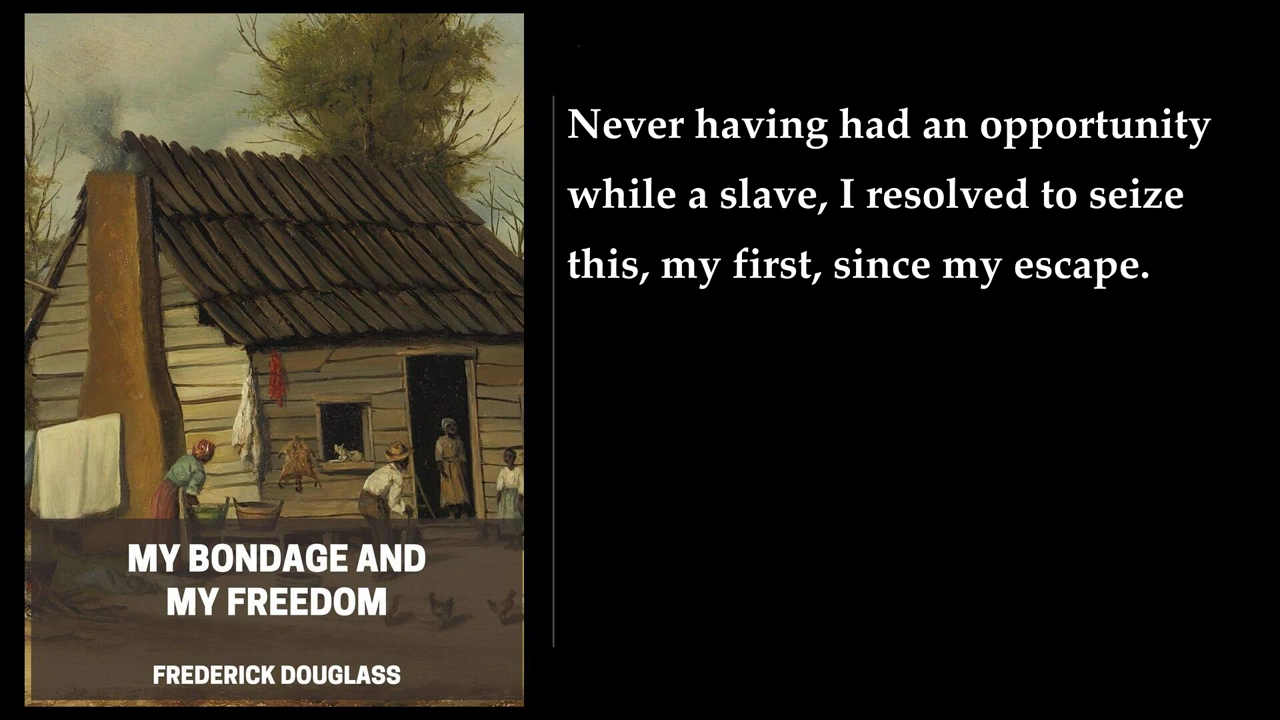 Never having had an opportunity
while a slave, I resolved to seize
this, my first, since my escape.
MY BONDAGE AND
MY FREEDOM
FREDERICK DOUGLASS